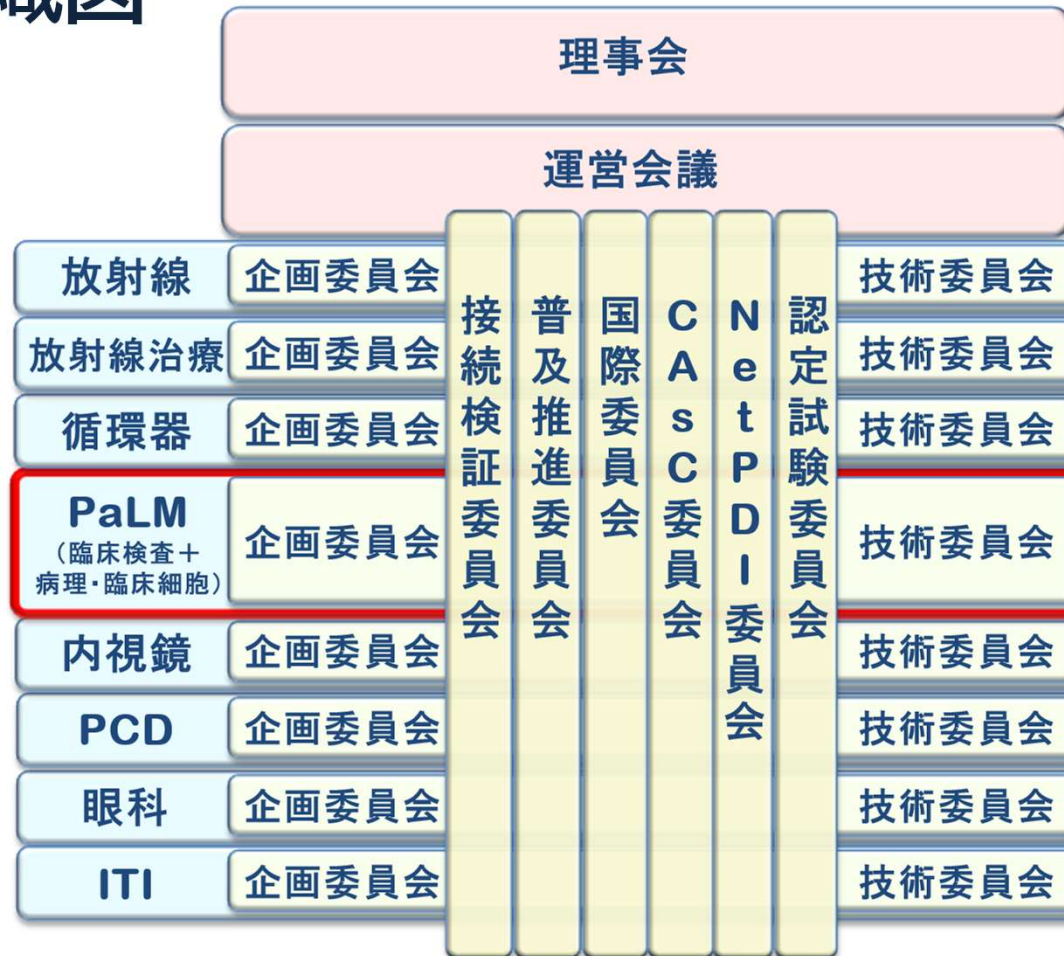 織図
理事会
運営会議
放射線 企画委員会 技術委員会
放射線治療 企画委員会 技術委員会
循環器 企画委員会 技術委員会
PaLM
(臨床検査+
病理・臨床細胞)
企画委員会 技術委員会
内視鏡 企画委員会 技術委員会
PCD 企画委員会 技術委員会
眼科 企画委員会 技術委員会
ITI 企画委員会 技術委員会
接続検証委員会
普及推進委員会
国際委員会
CAsC委員会
NetPDI委員会
認定試験委員会